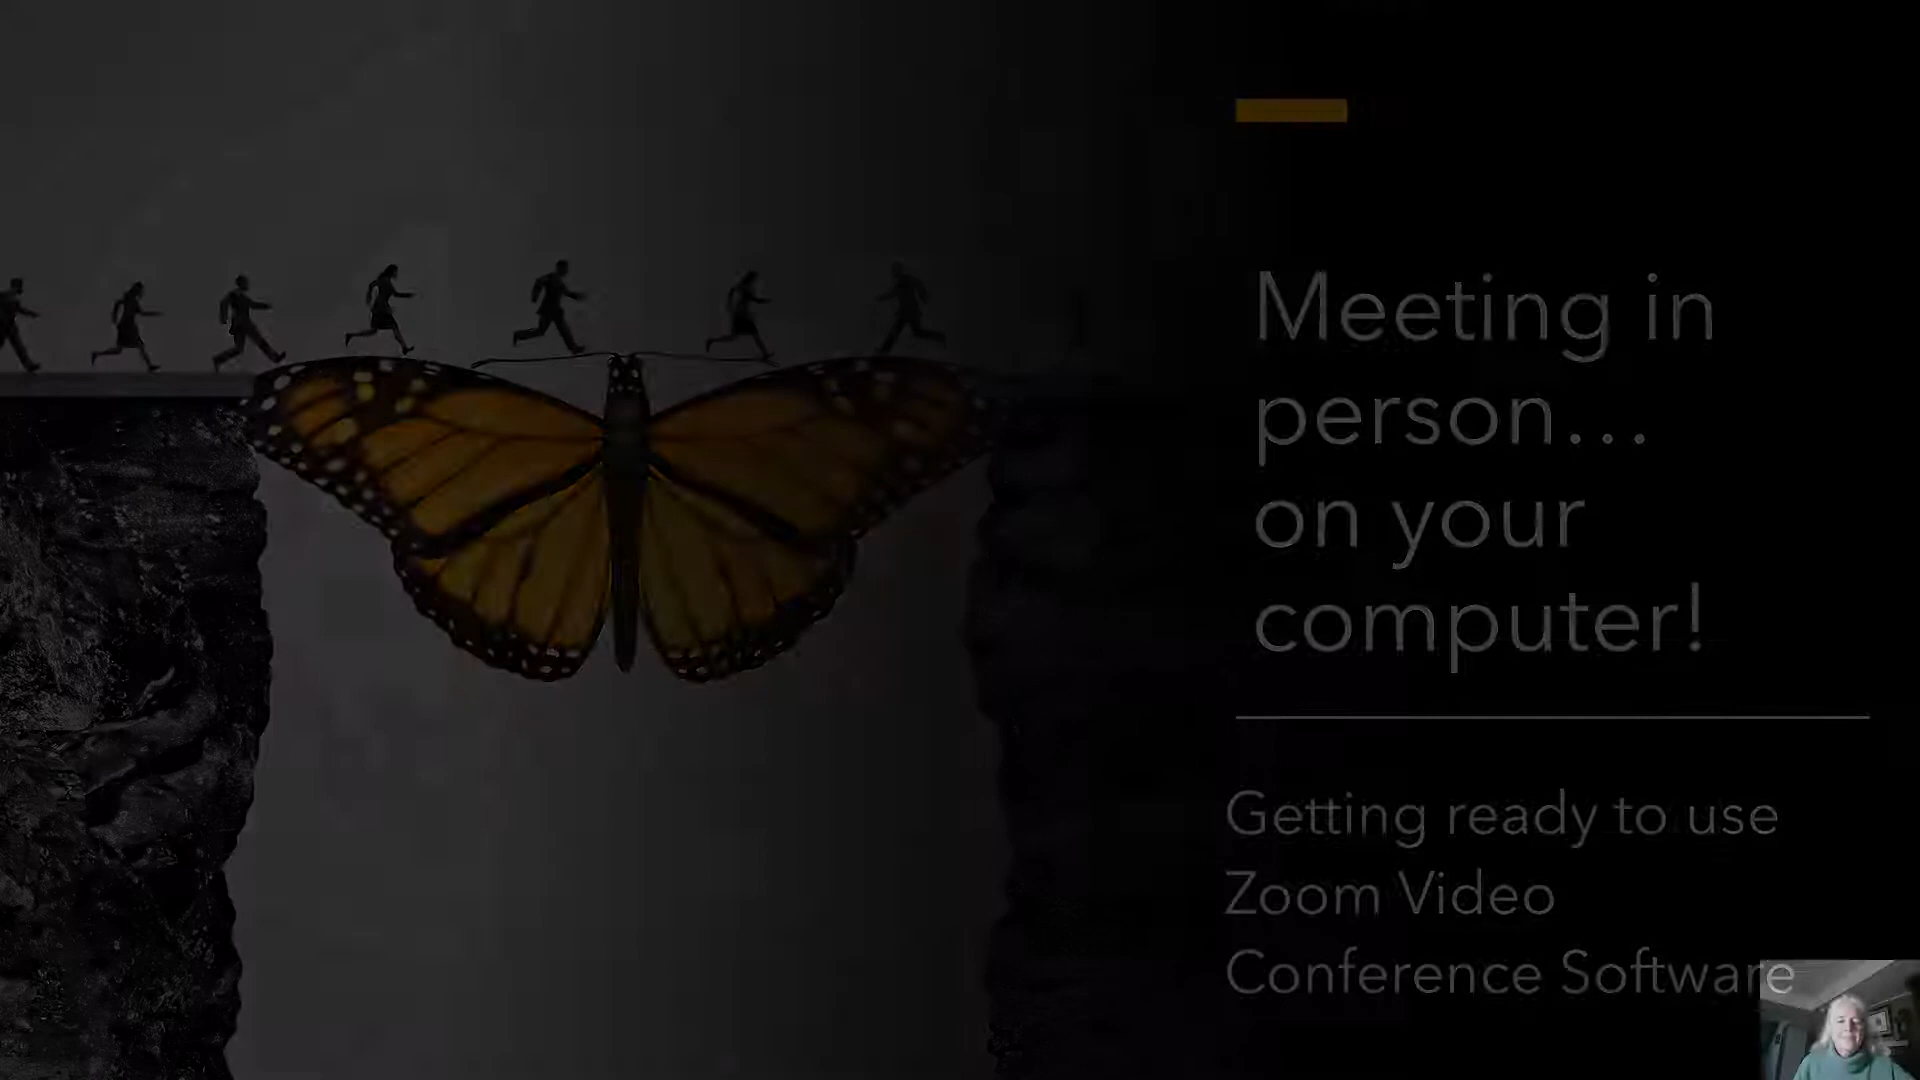 Meeting in
person...
on your
computer!
Getting ready to use
Zoom Video
Conference Software